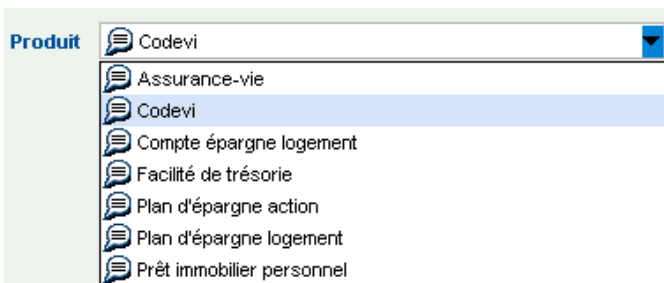 Produit Codevi
Assurance-vie
Codevi
Compte épargne logement
Facilité de trésorie
Plan d'épargne action
Plan d'épargne logement
Prêt immobilier personnel